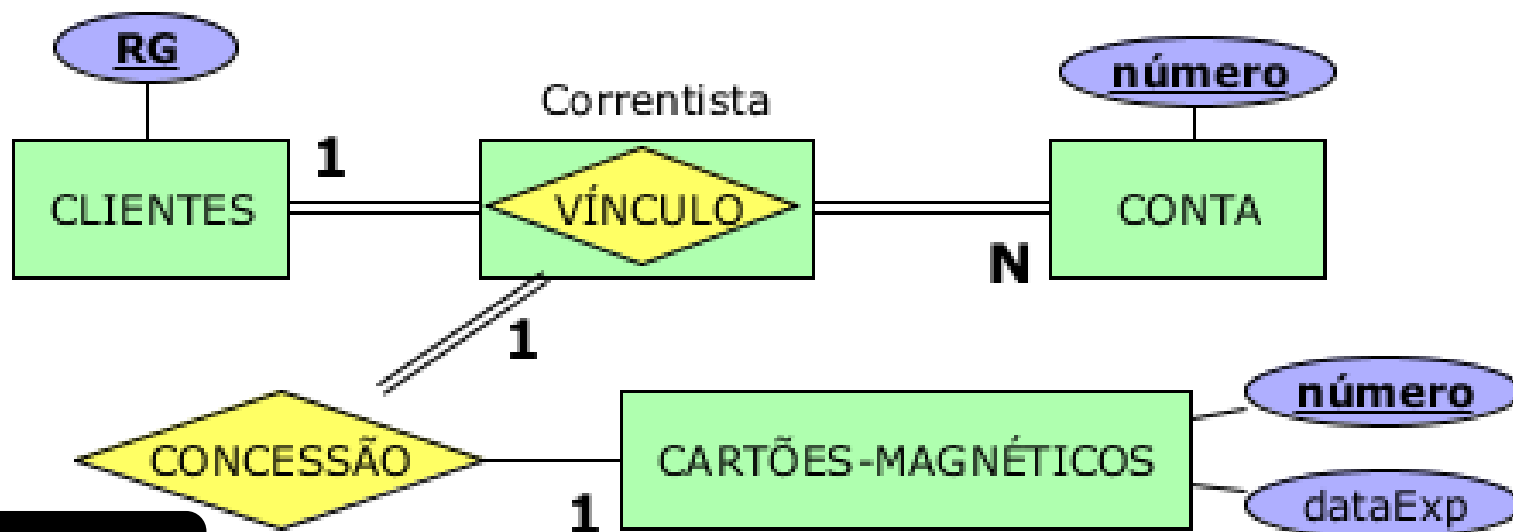 RG
número
Correntista
1
CLIENTES
VÍNCULO
CONTA
N
1
número
CONCESSÃO
CARTÕES-MAGNÉTICOS
1
dataExp